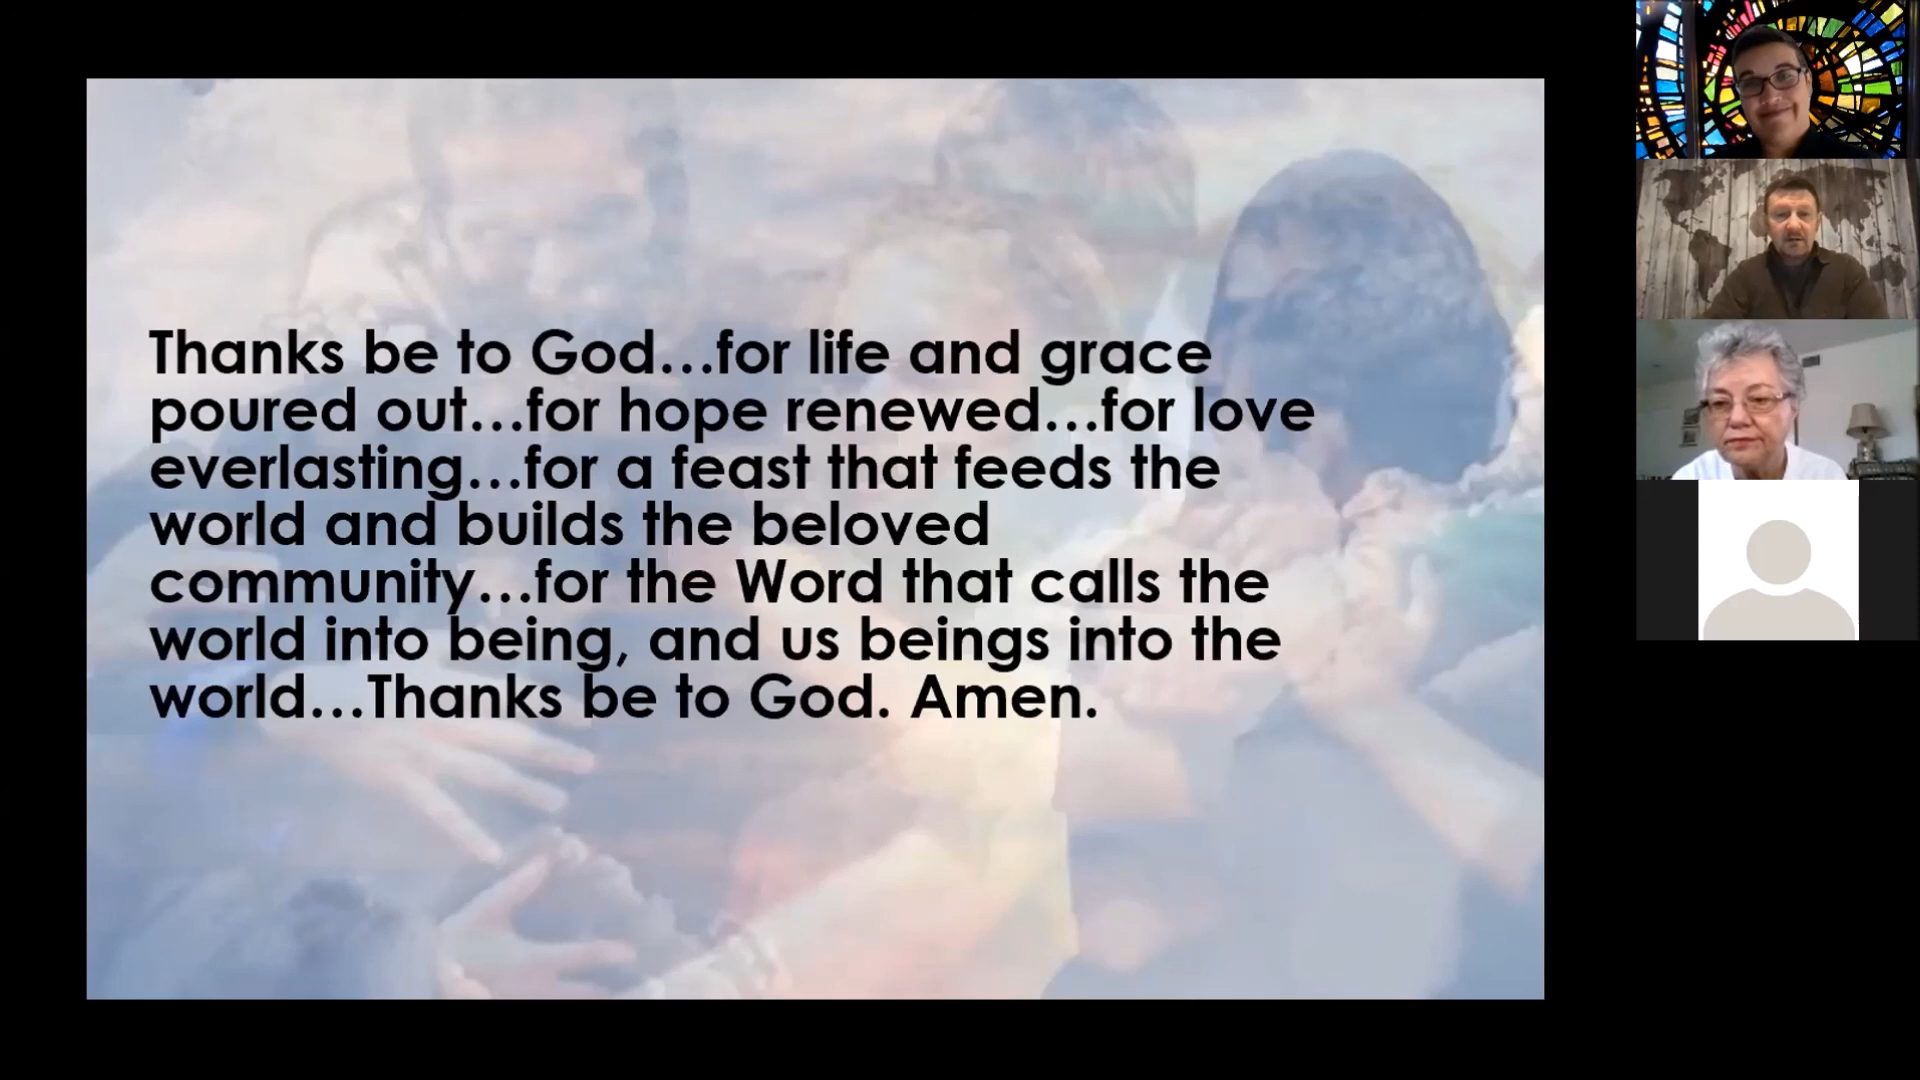 Thanks be to God...for life and grace
poured out...for hope renewed...for love
everlasting...for a feast that feeds the
world and builds the beloved
community...for the Word that calls the
world into being, and us beings into the
world...Thanks be to God. Amen.